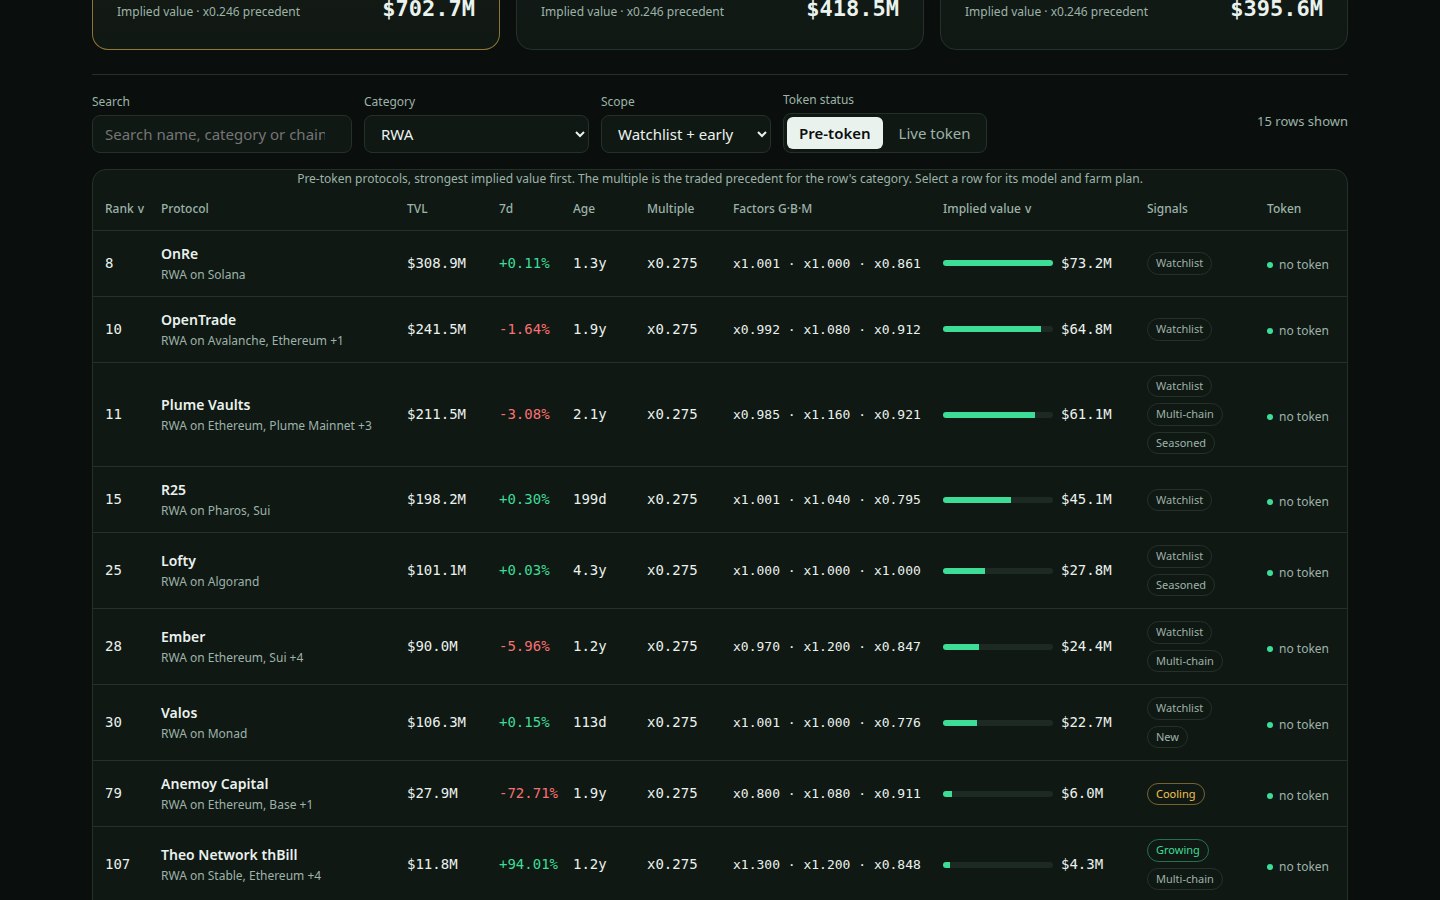 Implied value · x0.246 precedent $702.7M
Implied value · x0.246 precedent $418.5M
Implied value · x0.246 precedent $395.6M
Search
Category
Scope
Token status
Search name, category or chain
RWA
Watchlist + early
Pre-token Live token
15 rows shown
Pre-token protocols, strongest implied value first. The multiple is the traded precedent for the row's category. Select a row for its model and farm plan.
Rank v Protocol TVL 7d Age Multiple Factors G·B·M Implied value v Signals Token
8 OnRe $308.9M +0.11% 1.3y x0.275 x1.001 · x1.000 · x0.861 $73.2M Watchlist no token
RWA on Solana
10 OpenTrade $241.5M -1.64% 1.9y x0.275 x0.992 · x1.080 · x0.912 $64.8M Watchlist no token
RWA on Avalanche, Ethereum +1
11 Plume Vaults $211.5M -3.08% 2.1y x0.275 x0.985 · x1.160 · x0.921 $61.1M Watchlist no token
RWA on Ethereum, Plume Mainnet +3
Multi-chain
Seasoned
15 R25 $198.2M +0.30% 199d x0.275 x1.001 · x1.040 · x0.795 $45.1M Watchlist no token
RWA on Pharos, Sui
25 Lofty $101.1M +0.03% 4.3y x0.275 x1.000 · x1.000 · x1.000 $27.8M Watchlist no token
RWA on Algorand
Seasoned
28 Ember $90.0M -5.96% 1.2y x0.275 x0.970 · x1.200 · x0.847 $24.4M Watchlist no token
RWA on Ethereum, Sui +4
Multi-chain
30 Valos $106.3M +0.15% 113d x0.275 x1.001 · x1.000 · x0.776 $22.7M Watchlist no token
RWA on Monad
New
79 Anemoy Capital $27.9M -72.71% 1.9y x0.275 x0.800 · x1.080 · x0.911 $6.0M Cooling no token
RWA on Ethereum, Base +1
107 Theo Network thBill $11.8M +94.01% 1.2y x0.275 x1.300 · x1.200 · x0.848 $4.3M Growing no token
RWA on Stable, Ethereum +4
Multi-chain